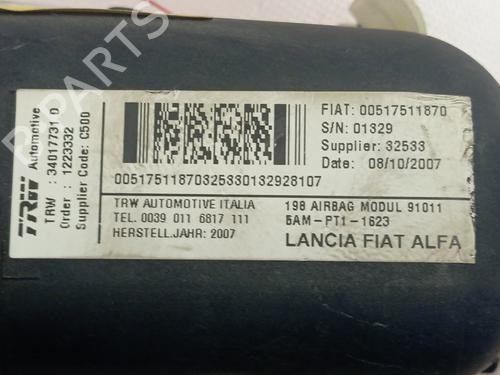 TRW Automotive
TRW : 34017731 D
Order : 1223332
Supplier Code: C500
FIAT: 00517511870
S/N: 01329
Supplier: 32533
Date: 08/10/2007
00517511870325330132928107
TRW AUTOMOTIVE ITALIA
TEL. 0039 011 6817 111
HERSTELL.JAHR: 2007
198 AIRBAG MODUL 91011
BAM-PT1-1623
LANCIA FIAT ALFA
B-PARTS